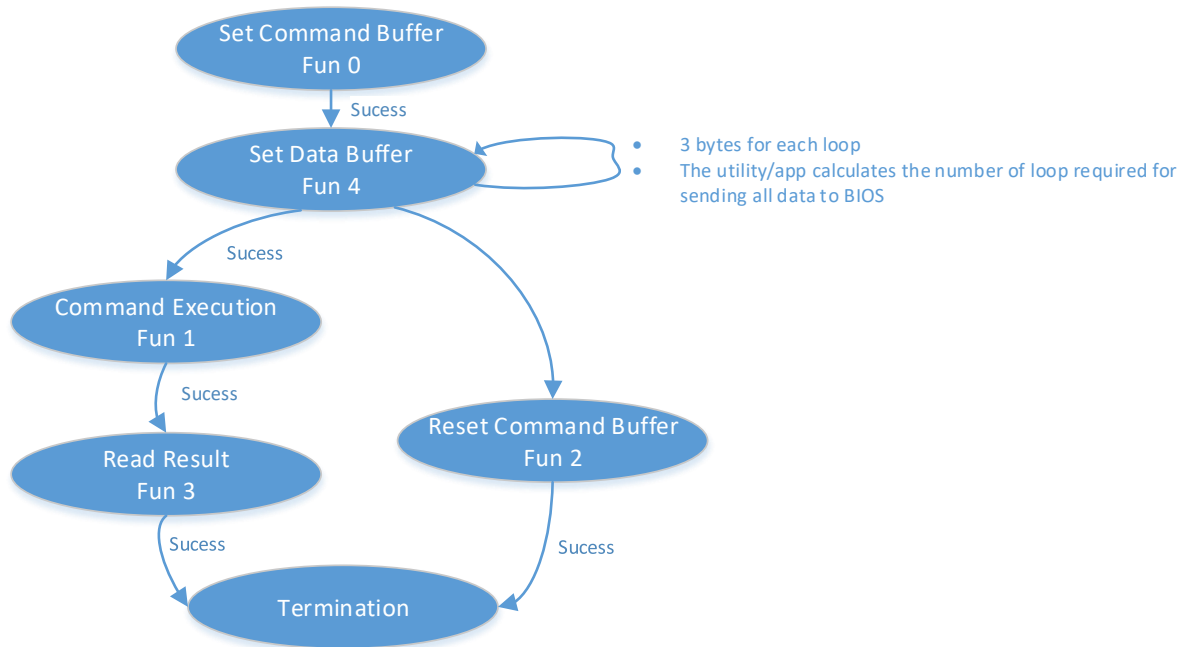 Set Command Buffer
Fun 0
Sucess
Set Data Buffer
Fun 4
• 3 bytes for each loop
• The utility/app calculates the number of loop required for
sending all data to BIOS
Sucess
Command Execution
Fun 1
Sucess
Reset Command Buffer
Fun 2
Read Result
Fun 3
Sucess
Sucess
Termination